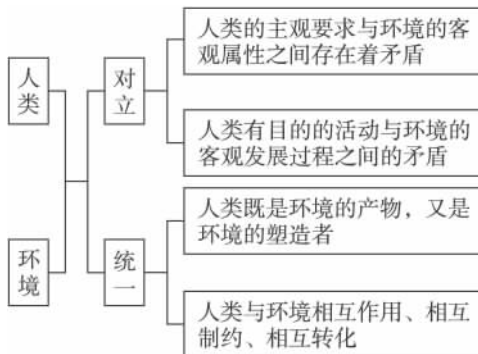 人类
对立
人类的主观要求与环境的客
观属性之间存在着矛盾
人类有目的的活动与环境的
客观发展过程之间的矛盾
环境
统一
人类既是环境的产物，又是
环境的塑造者
人类与环境相互作用、相互
制约、相互转化